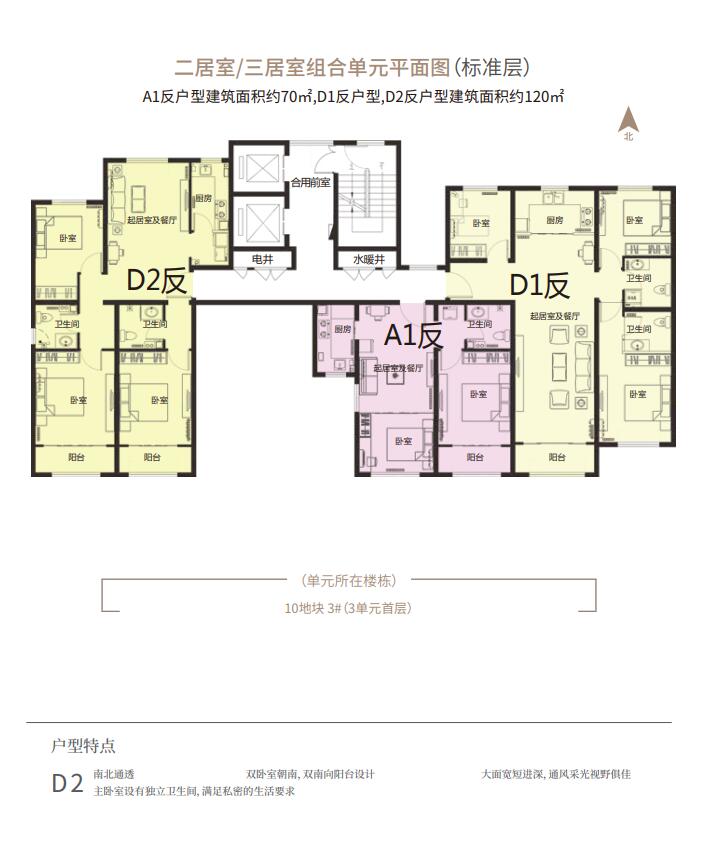 二居室/三居室组合单元平面图(标准层)
A1反户型建筑面积约70㎡,D1反户型,D2反户型建筑面积约120㎡
北
合用前室
厨房
起居室及餐厅
卧室
卧室
厨房
卧室
电井
水暖井
卫生间
D2反
D1反
起居室及餐厅
卫生间
卫生间
厨房
A1反
卫生间
卫生间
起居室及餐厅
卧室
卧室
卧室
卧室
卧室
阳台
阳台
阳台
阳台
(单元所在楼栋)
10地块 3#(3单元首层)
户型特点
D2
南北通透
双卧室朝南, 双南向阳台设计
大面宽短进深, 通风采光视野俱佳
主卧室设有独立卫生间, 满足私密的生活要求